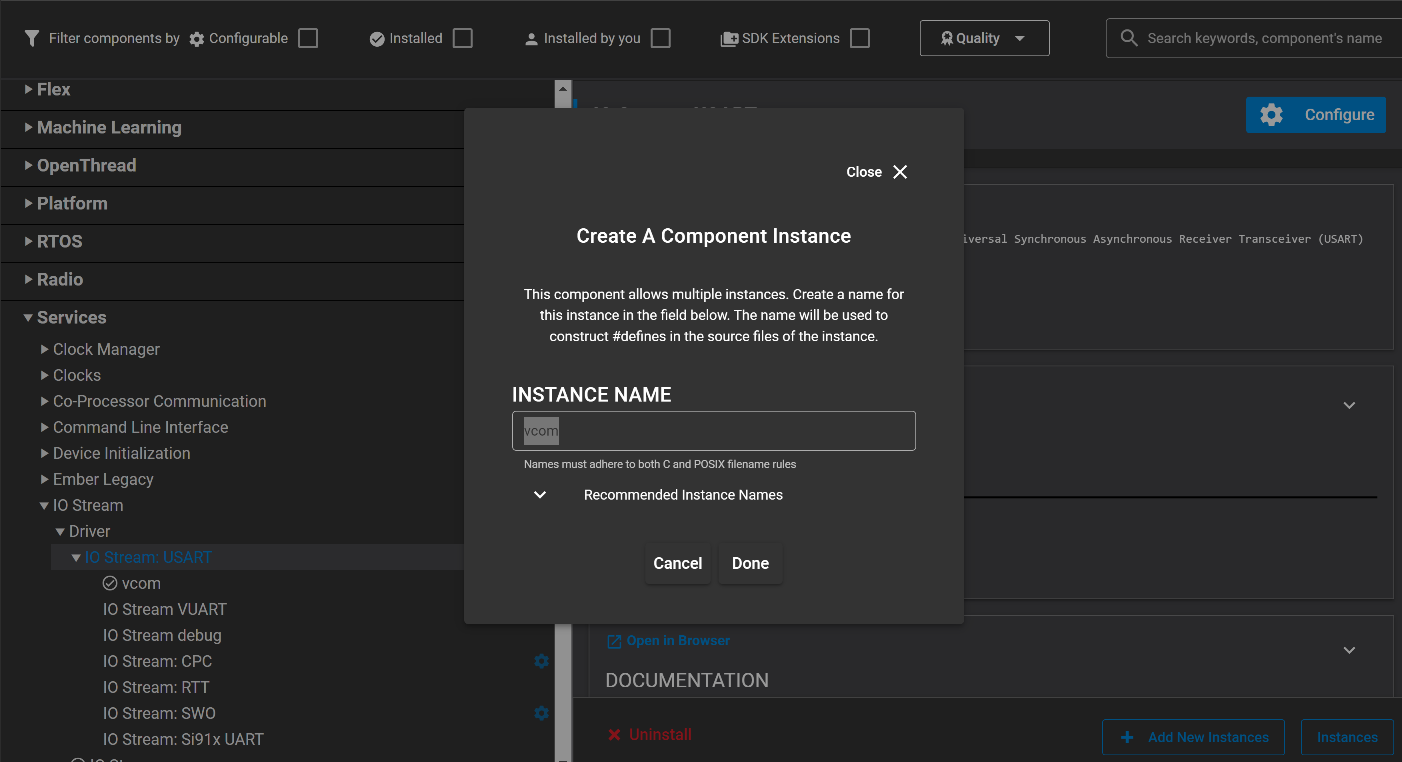 Filter components by Configurable Installed Installed by you SDK Extensions Quality Search keywords, component's name
Flex
Machine Learning
OpenThread
Platform
RTOS
Radio
Services
Clock Manager
Clocks
Co-Processor Communication
Command Line Interface
Device Initialization
Ember Legacy
IO Stream
Driver
IO Stream: USART
vcom
IO Stream VUART
IO Stream debug
IO Stream: CPC
IO Stream: RTT
IO Stream: SWO
IO Stream: Si91x UART
Configure
Close
Create A Component Instance
This component allows multiple instances. Create a name for
this instance in the field below. The name will be used to
construct #defines in the source files of the instance.
INSTANCE NAME
vcom
Names must adhere to both C and POSIX filename rules
Recommended Instance Names
Cancel Done
Synchronous Asynchronous Receiver Transceiver (USART)
Open in Browser
DOCUMENTATION
Uninstall
Add New Instances
Instances